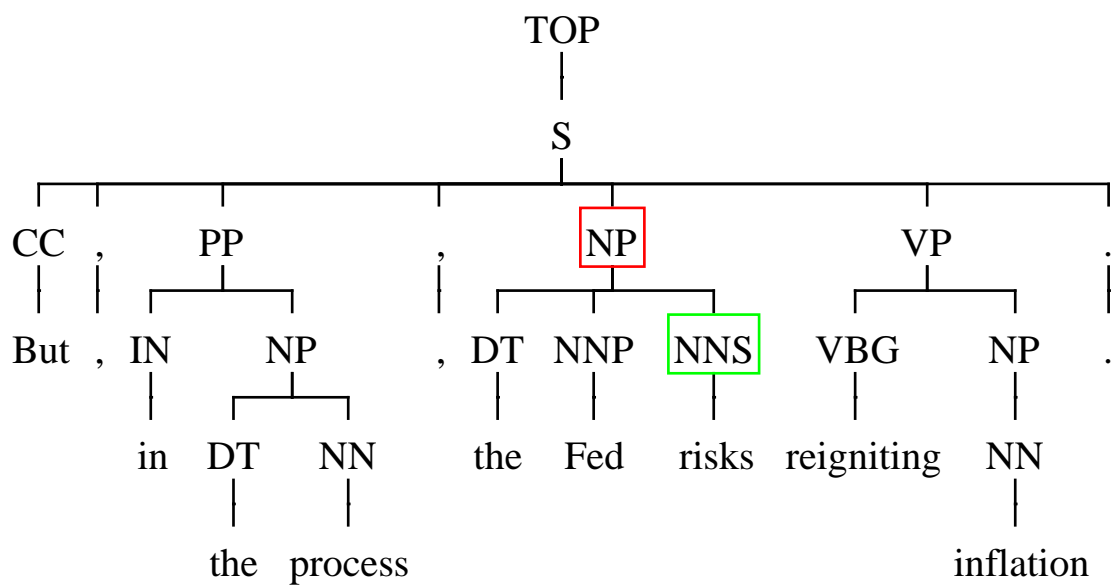 TOP
S
CC , PP , NP VP .
But , IN NP , DT NNP NNS VBG NP .
in DT NN the Fed risks reigniting NN
the process inflation